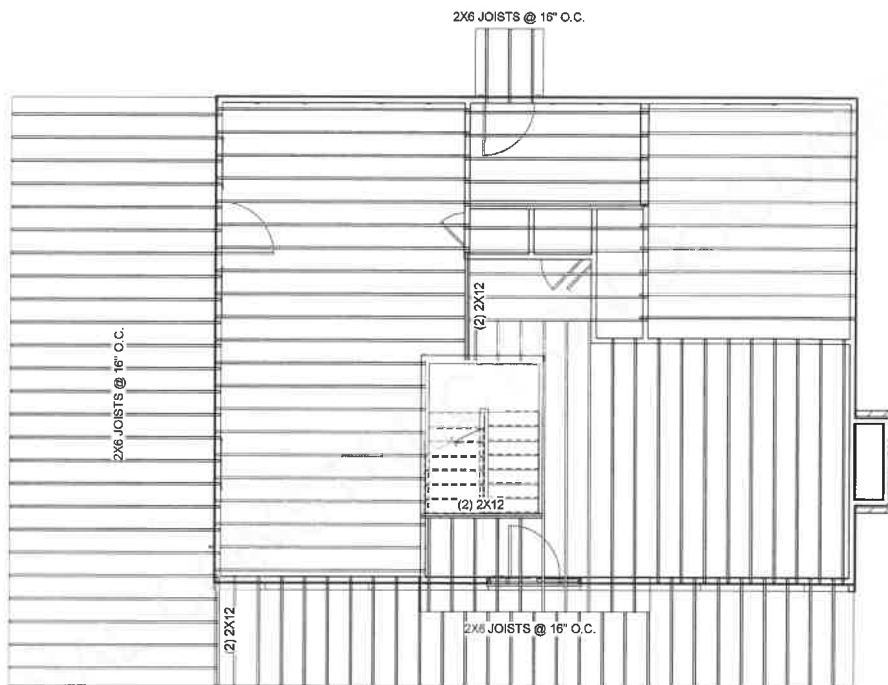 2X6 JOISTS @ 16" O.C.
(2) 2X12
2X6 JOISTS @ 16" O.C.
(2) 2X12
(2) 2X12
2X6 JOISTS @ 16" O.C.